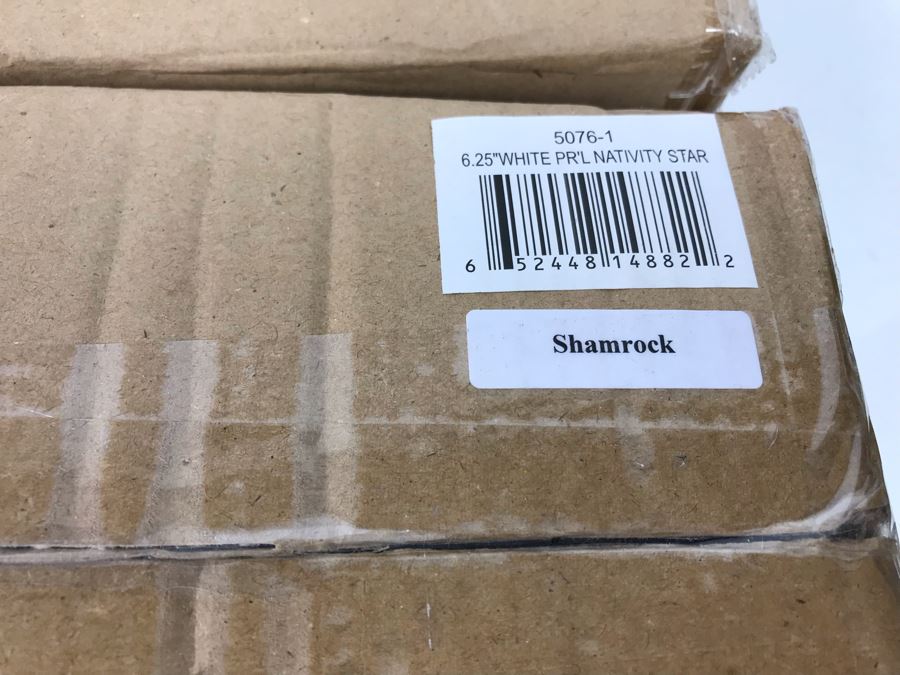 5076-1
6.25"WHITE PR'L NATIVITY STAR
6 52448 14882 2
Shamrock